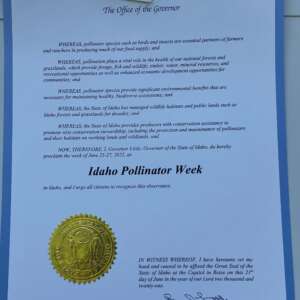 The Office of the Governor
WHEREAS, pollinator species such as birds and insects are essential partners of farmers
and ranchers in producing much of our food supply; and
WHEREAS, pollination plays a vital role in the health of our national forests and
grasslands, which provide forage, fish and wildlife, timber, water, mineral resources, and
recreational opportunities as well as enhanced economic development opportunities for
communities; and
WHEREAS, pollinator species provide significant environmental benefits that are
necessary for maintaining healthy, biodiverse ecosystems; and
WHEREAS, the State of Idaho has managed wildlife habitats and public lands such as
Idaho forests and grasslands for decades; and
WHEREAS, the State of Idaho provides producers with conservation assistance to
promote wise conservation stewardship, including the protection and maintenance of pollinators
and their habitats on working lands and wildlands; and
NOW, THEREFORE, I, Governor Little, Governor of the State of Idaho, do hereby
proclaim the week of June 21-27, 2022, as
Idaho Pollinator Week
in Idaho, and I urge all citizens to recognize this observance.
IN WITNESS WHEREOF, I have hereunto set my
hand and caused to be affixed the Great Seal of the
State of Idaho at the Capitol in Boise on this 21st
day of June in the year of our Lord two thousand and
twenty-